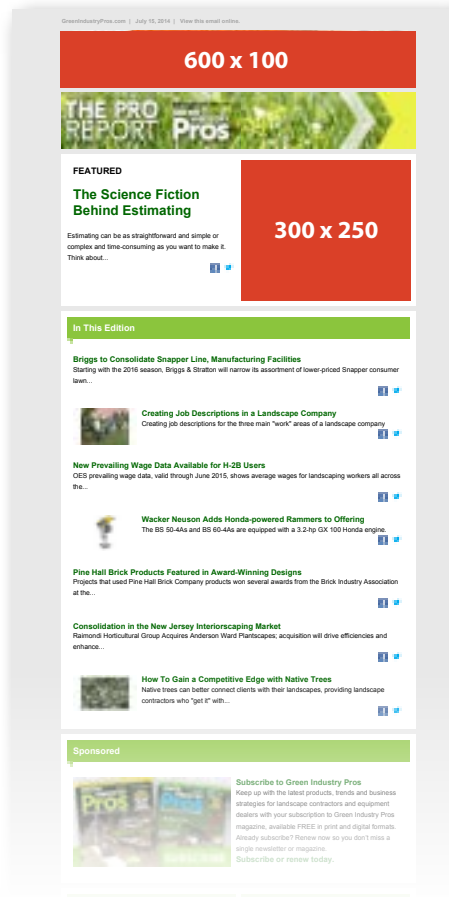 GreenIndustryPros.com | July 15, 2014 | View this email online.
600 x 100
THE PRO
REPORT Pros
FEATURED
The Science Fiction
Behind Estimating
Estimating can be as straightforward and simple or
complex and time-consuming as you want to make it.
Think about...
300 x 250
In This Edition
Briggs to Consolidate Snapper Line, Manufacturing Facilities
Starting with the 2016 season, Briggs & Stratton will narrow its assortment of lower-priced Snapper consumer
lawn...
Creating Job Descriptions in a Landscape Company
Creating job descriptions for the three main "work" areas of a landscape company
New Prevailing Wage Data Available for H-2B Users
OES prevailing wage data, valid through June 2015, shows average wages for landscaping workers all across
the...
Wacker Neuson Adds Honda-powered Rammers to Offering
The BS 50-4As and BS 60-4As are equipped with a 3.2-hp GX 100 Honda engine.
Pine Hall Brick Products Featured in Award-Winning Designs
Projects that used Pine Hall Brick Company products won several awards from the Brick Industry Association
at the...
Consolidation in the New Jersey Interiorscaping Market
Raimondi Horticultural Group Acquires Anderson Ward Plantscapes; acquisition will drive efficiencies and
enhance...
How To Gain a Competitive Edge with Native Trees
Native trees can better connect clients with their landscapes, providing landscape
contractors who "get it" with...
Sponsored
Pros Pros
Subscribe to Green Industry Pros
Keep up with the latest products, trends and business
strategies for landscape contractors and equipment
dealers with your subscription to Green Industry Pros
magazine, available FREE in print and digital formats.
Already subscribe? Renew now so you don't miss a
single newsletter or magazine.
Subscribe or renew today.